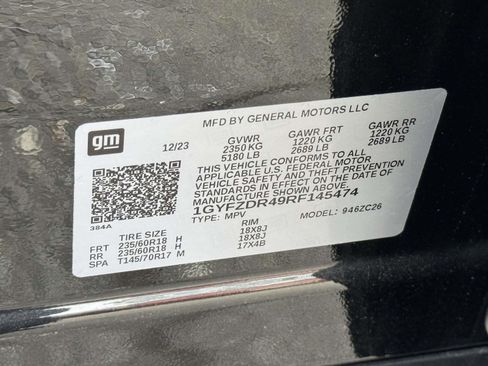 gm
MFD BY GENERAL MOTORS LLC
12/23 GVWR GAWR FRT GAWR RR
2350 KG 1220 KG 1220 KG
5180 LB 2689 LB 2689 LB
THIS VEHICLE CONFORMS TO ALL
APPLICABLE U.S. FEDERAL MOTOR
VEHICLE SAFETY AND THEFT PREVENTION
STANDARDS IN EFFECT ON THE DATE OF
MANUFACTURE SHOWN ABOVE.
1GYFZDR49RF145474
384A TYPE: MPV MODEL: 946ZC26
TIRE SIZE RIM
FRT 235/60R18 H 18X8J
RR 235/60R18 H 18X8J
SPA T145/70R17 M 17X4B